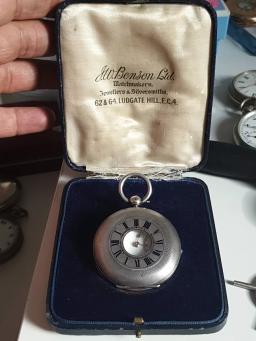 J.W. Benson Ltd.
Watchmakers,
Jewellers & Silversmiths,
62 & 64, LUDGATE HILL, E.C.4.